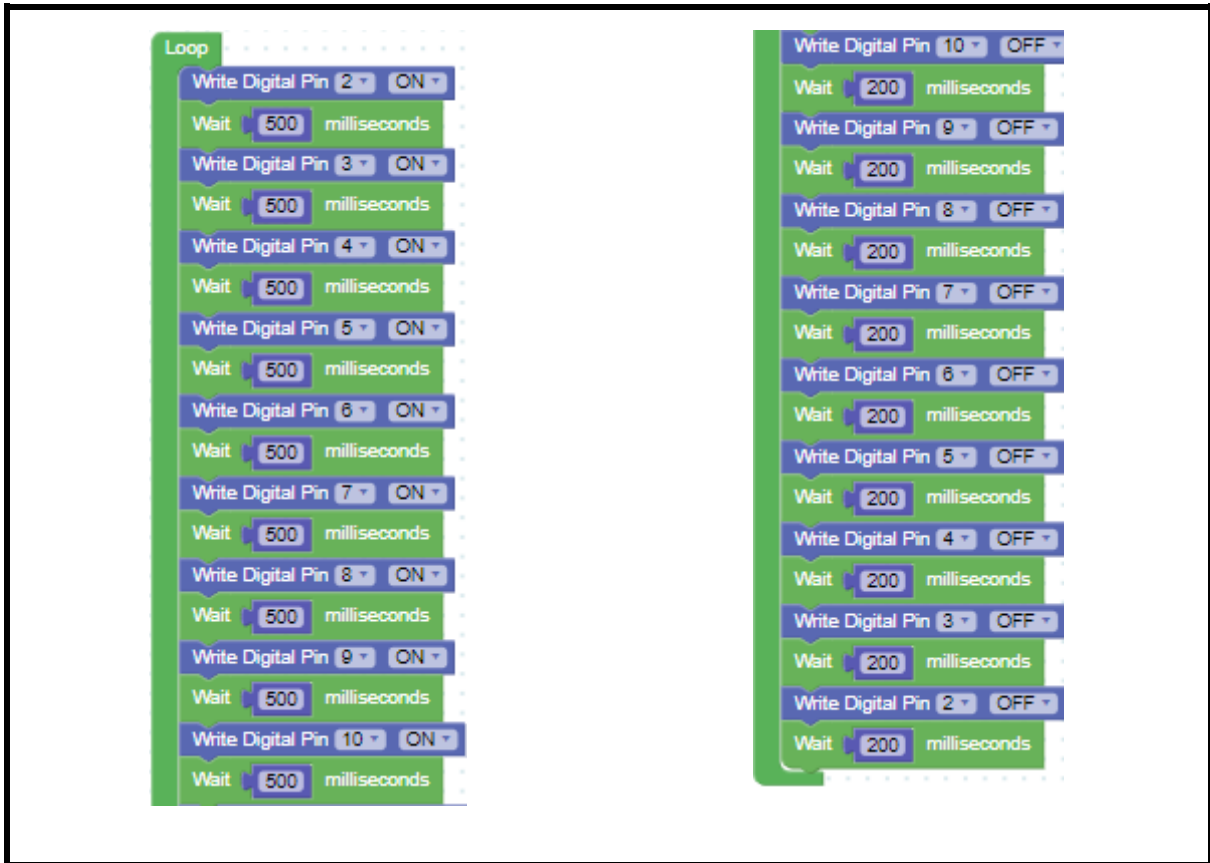 Loop
Write Digital Pin 2 ON
Wait 500 milliseconds
Write Digital Pin 3 ON
Wait 500 milliseconds
Write Digital Pin 4 ON
Wait 500 milliseconds
Write Digital Pin 5 ON
Wait 500 milliseconds
Write Digital Pin 6 ON
Wait 500 milliseconds
Write Digital Pin 7 ON
Wait 500 milliseconds
Write Digital Pin 8 ON
Wait 500 milliseconds
Write Digital Pin 9 ON
Wait 500 milliseconds
Write Digital Pin 10 ON
Wait 500 milliseconds
Write Digital Pin 10 OFF
Wait 200 milliseconds
Write Digital Pin 9 OFF
Wait 200 milliseconds
Write Digital Pin 8 OFF
Wait 200 milliseconds
Write Digital Pin 7 OFF
Wait 200 milliseconds
Write Digital Pin 6 OFF
Wait 200 milliseconds
Write Digital Pin 5 OFF
Wait 200 milliseconds
Write Digital Pin 4 OFF
Wait 200 milliseconds
Write Digital Pin 3 OFF
Wait 200 milliseconds
Write Digital Pin 2 OFF
Wait 200 milliseconds